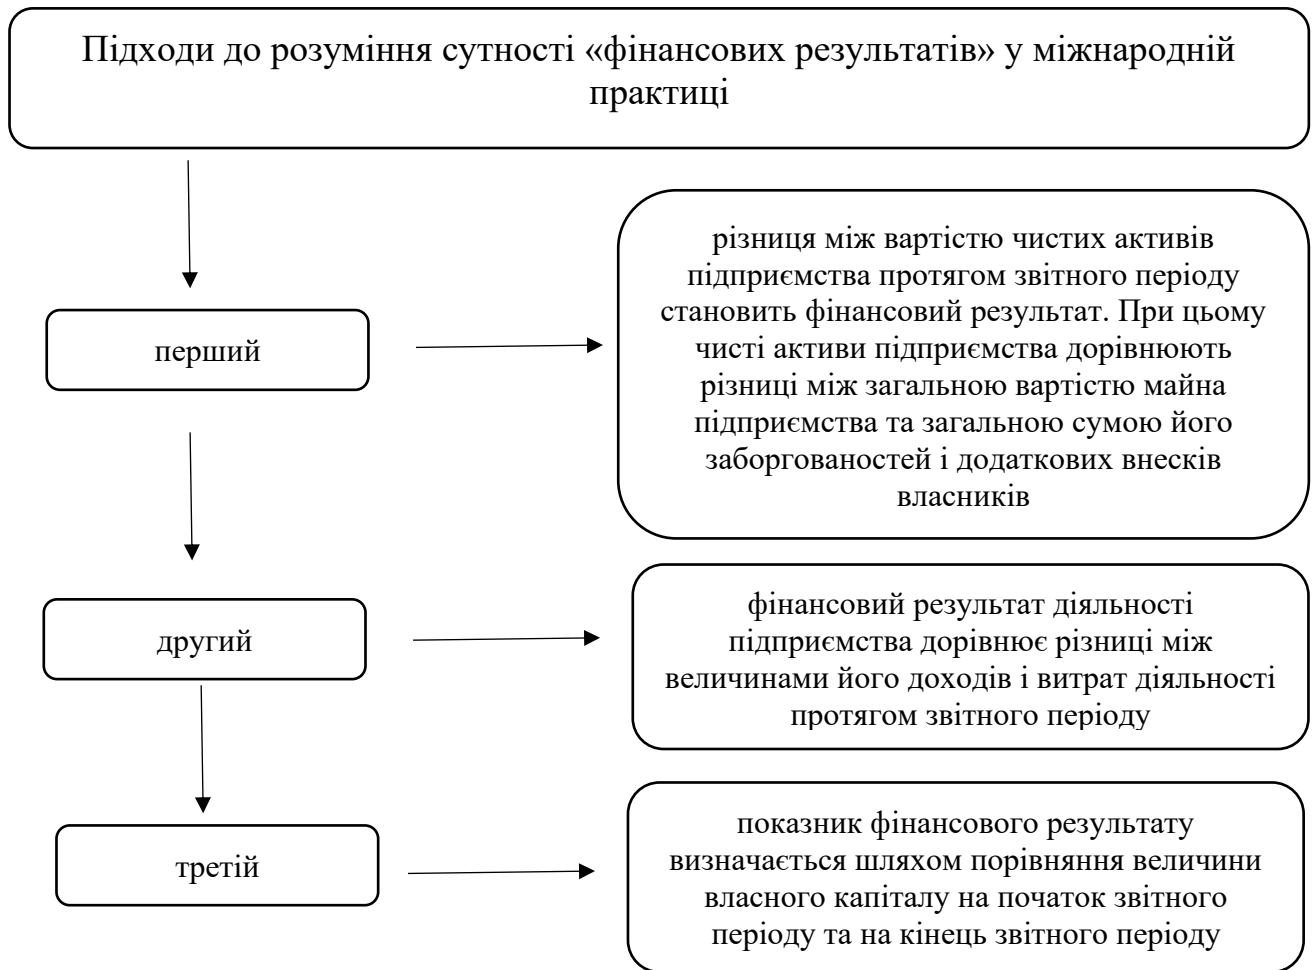 Підходи до розуміння сутності «фінансових результатів» у міжнародній
практиці
перший
різниця між вартістю чистих активів
підприємства протягом звітного періоду
становить фінансовий результат. При цьому
чисті активи підприємства дорівнюють
різниці між загальною вартістю майна
підприємства та загальною сумою його
заборгованостей і додаткових внесків
власників
другий
фінансовий результат діяльності
підприємства дорівнює різниці між
величинами його доходів і витрат діяльності
протягом звітного періоду
третій
показник фінансового результату
визначається шляхом порівняння величини
власного капіталу на початок звітного
періоду та на кінець звітного періоду